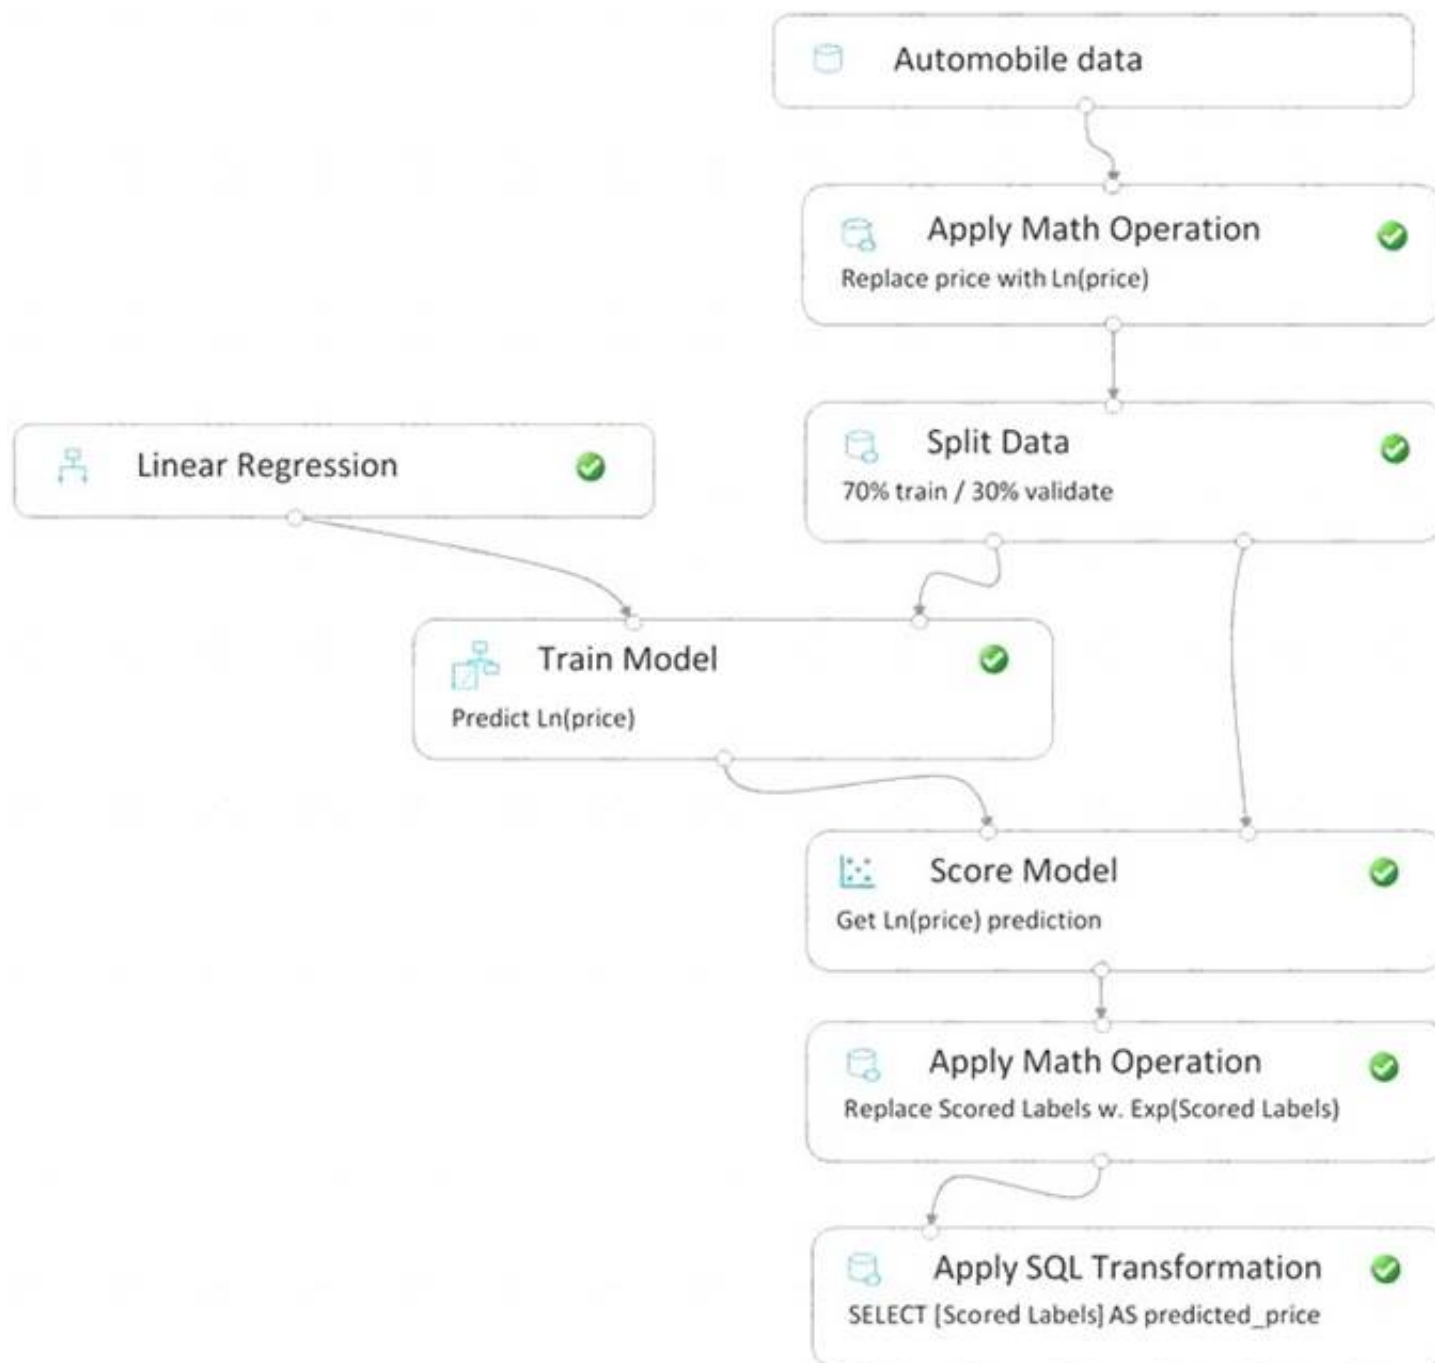 Automobile data
Apply Math Operation
Replace price with Ln(price)
Split Data
70% train / 30% validate
Linear Regression
Train Model
Predict Ln(price)
Score Model
Get Ln(price) prediction
Apply Math Operation
Replace Scored Labels w. Exp(Scored Labels)
Apply SQL Transformation
SELECT [Scored Labels] AS predicted_price